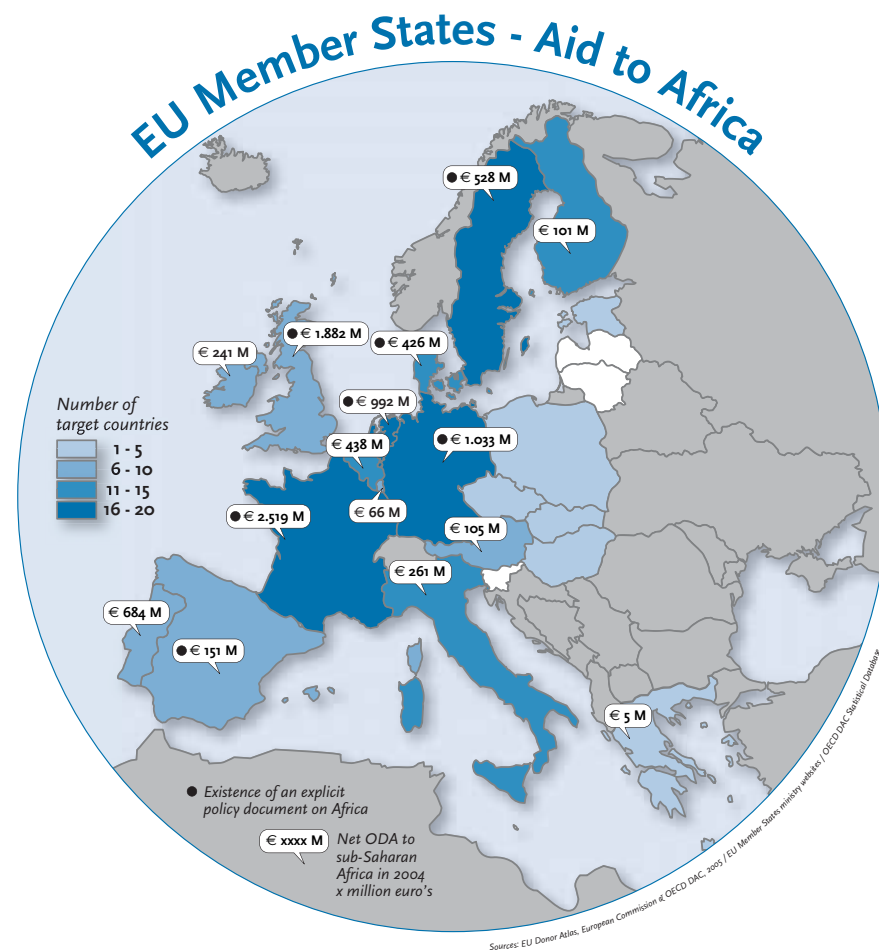 EU Member States - Aid to Africa
● € 528 M
€ 101 M
€ 241 M
● € 1.882 M
● € 426 M
● € 992 M
€ 438 M
● € 1.033 M
€ 66 M
● € 2.519 M
€ 105 M
€ 261 M
€ 684 M
● € 151 M
€ 5 M
Number of
target countries
1 - 5
6 - 10
11 - 15
16 - 20
● Existence of an explicit
policy document on Africa
€ xxxx M
Net ODA to
sub-Saharan
Africa in 2004
x million euro's
Sources: EU Donor Atlas, European Commission & OECD DAC, 2005 / EU Member States ministry websites / OECD DAC Statistical Database